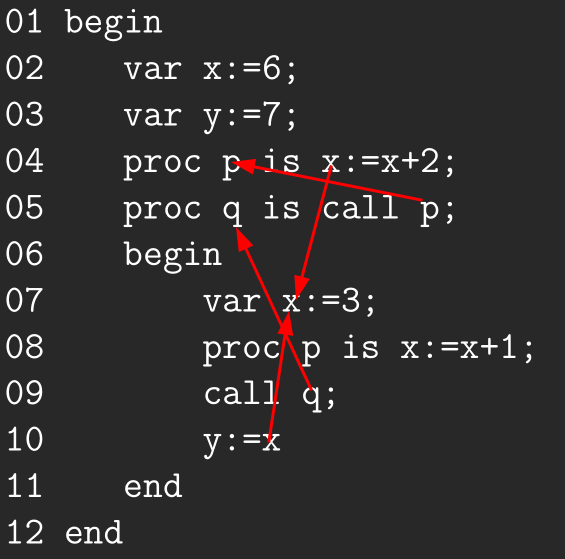 01 begin
02    var x:=6;
03    var y:=7;
04    proc p is x:=x+2;
05    proc q is call p;
06    begin
07        var x:=3;
08        proc p is x:=x+1;
09        call q;
10        y:=x
11    end
12 end